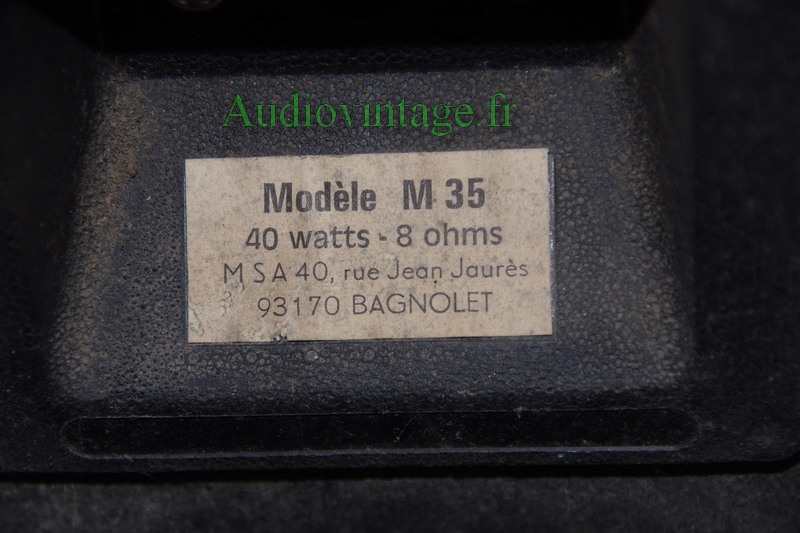 Audiovintage.fr
Modèle M 35
40 watts - 8 ohms
M S A 40, rue Jean Jaurès
93170 BAGNOLET